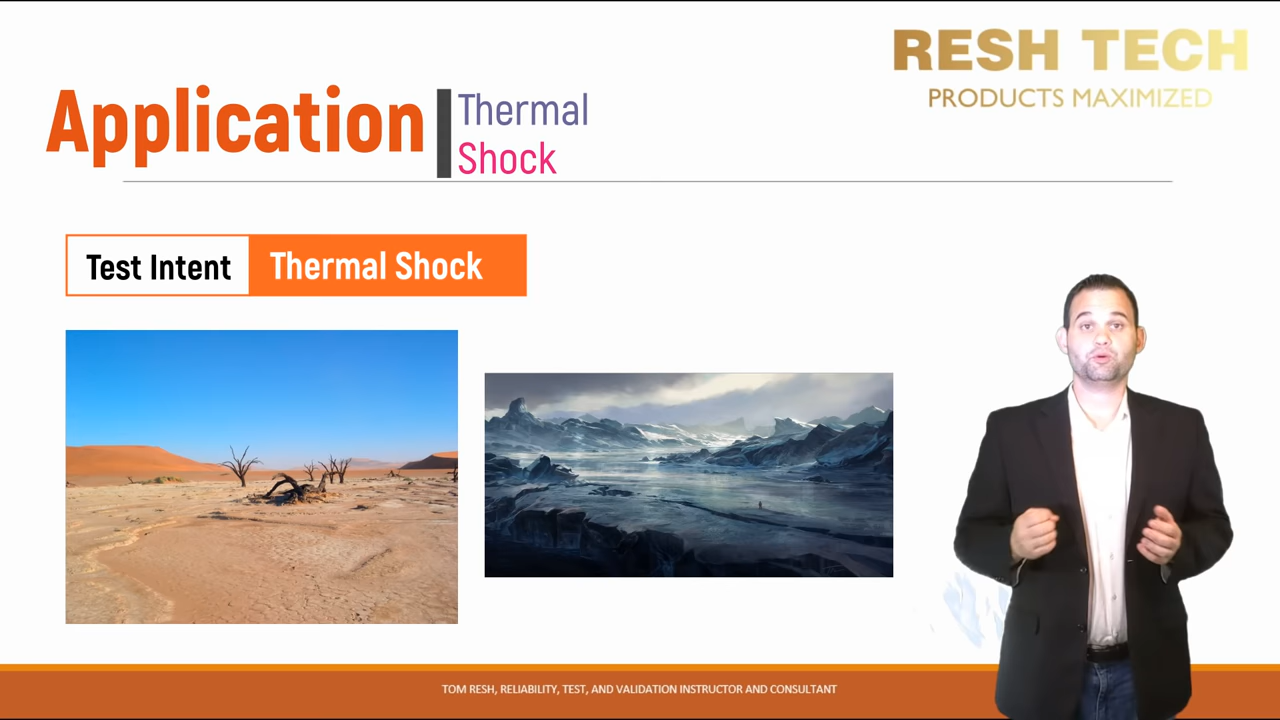 RESH TECH
PRODUCTS MAXIMIZED
Application
Thermal
Shock
Test Intent
Thermal Shock
TOM RESH, RELIABILITY, TEST, AND VALIDATION INSTRUCTOR AND CONSULTANT